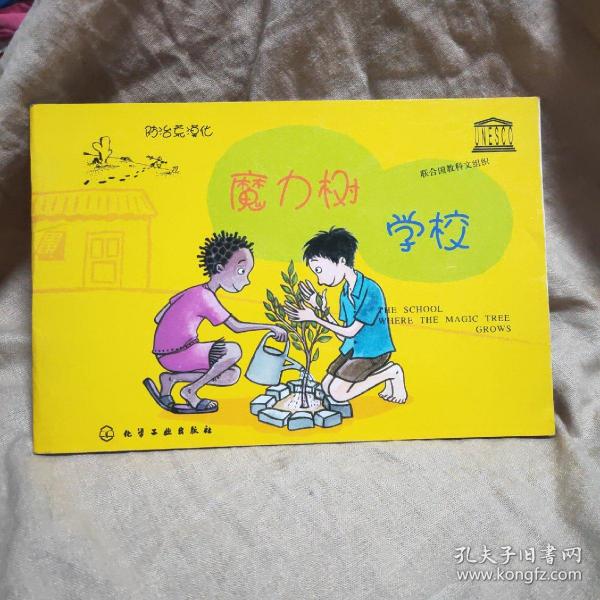 防治荒漠化
UNESCO
联合国教科文组织
魔力树
学校
THE SCHOOL
WHERE THE MAGIC TREE
GROWS
化学工业出版社
孔夫子旧书网
www.kongfz.com